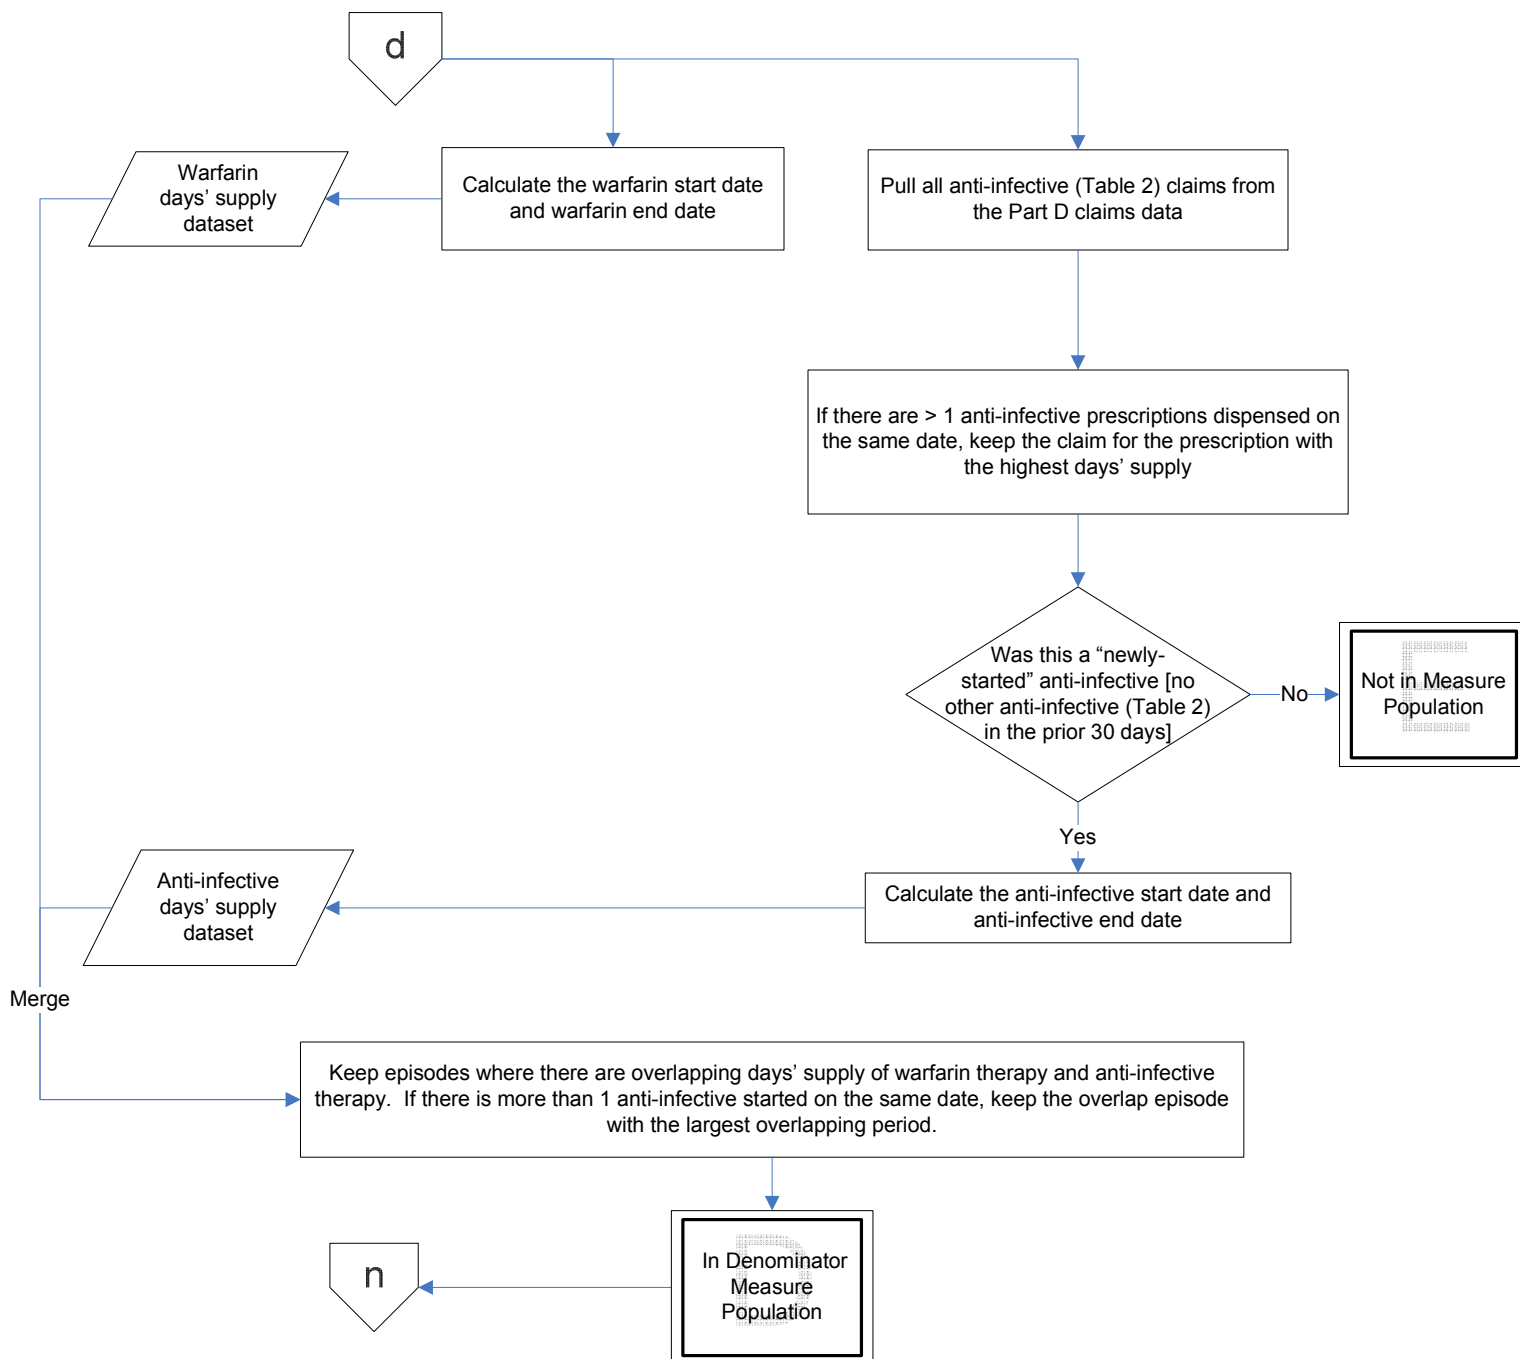 d
Warfarin
days’ supply
dataset
Calculate the warfarin start date
and warfarin end date
Pull all anti-infective (Table 2) claims from
the Part D claims data
If there are > 1 anti-infective prescriptions dispensed on
the same date, keep the claim for the prescription with
the highest days’ supply
Was this a “newly-
started” anti-infective [no
other anti-infective (Table 2)
in the prior 30 days]
No
E
Not in Measure
Population
Yes
Anti-infective
days’ supply
dataset
Calculate the anti-infective start date and
anti-infective end date
Merge
Keep episodes where there are overlapping days’ supply of warfarin therapy and anti-infective
therapy.  If there is more than 1 anti-infective started on the same date, keep the overlap episode
with the largest overlapping period.
n
D
In Denominator
Measure
Population